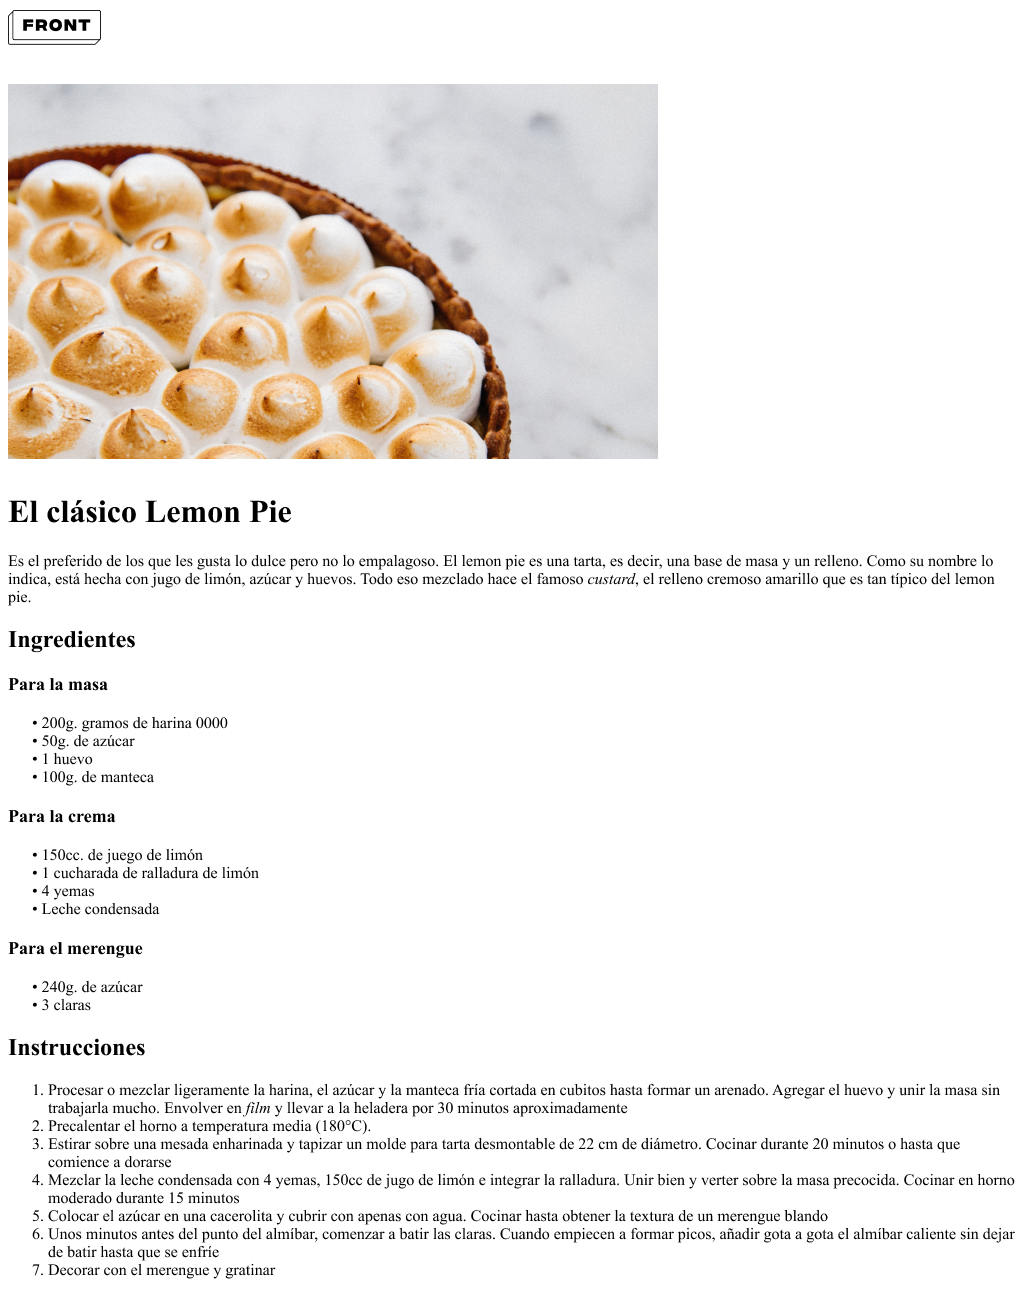 FRONT
El clásico Lemon Pie
Es el preferido de los que les gusta lo dulce pero no lo empalagoso. El lemon pie es una tarta, es decir, una base de masa y un relleno. Como su nombre lo
indica, está hecha con jugo de limón, azúcar y huevos. Todo eso mezclado hace el famoso custard, el relleno cremoso amarillo que es tan típico del lemon
pie.
Ingredientes
Para la masa
• 200g. gramos de harina 0000
• 50g. de azúcar
• 1 huevo
• 100g. de manteca
Para la crema
• 150cc. de juego de limón
• 1 cucharada de ralladura de limón
• 4 yemas
• Leche condensada
Para el merengue
• 240g. de azúcar
• 3 claras
Instrucciones
1. Procesar o mezclar ligeramente la harina, el azúcar y la manteca fría cortada en cubitos hasta formar un arenado. Agregar el huevo y unir la masa sin
trabajarla mucho. Envolver en film y llevar a la heladera por 30 minutos aproximadamente
2. Precalentar el horno a temperatura media (180°C).
3. Estirar sobre una mesada enharinada y tapizar un molde para tarta desmontable de 22 cm de diámetro. Cocinar durante 20 minutos o hasta que
comience a dorarse
4. Mezclar la leche condensada con 4 yemas, 150cc de jugo de limón e integrar la ralladura. Unir bien y verter sobre la masa precocida. Cocinar en horno
moderado durante 15 minutos
5. Colocar el azúcar en una cacerolita y cubrir con apenas con agua. Cocinar hasta obtener la textura de un merengue blando
6. Unos minutos antes del punto del almíbar, comenzar a batir las claras. Cuando empiecen a formar picos, añadir gota a gota el almíbar caliente sin dejar
de batir hasta que se enfríe
7. Decorar con el merengue y gratinar